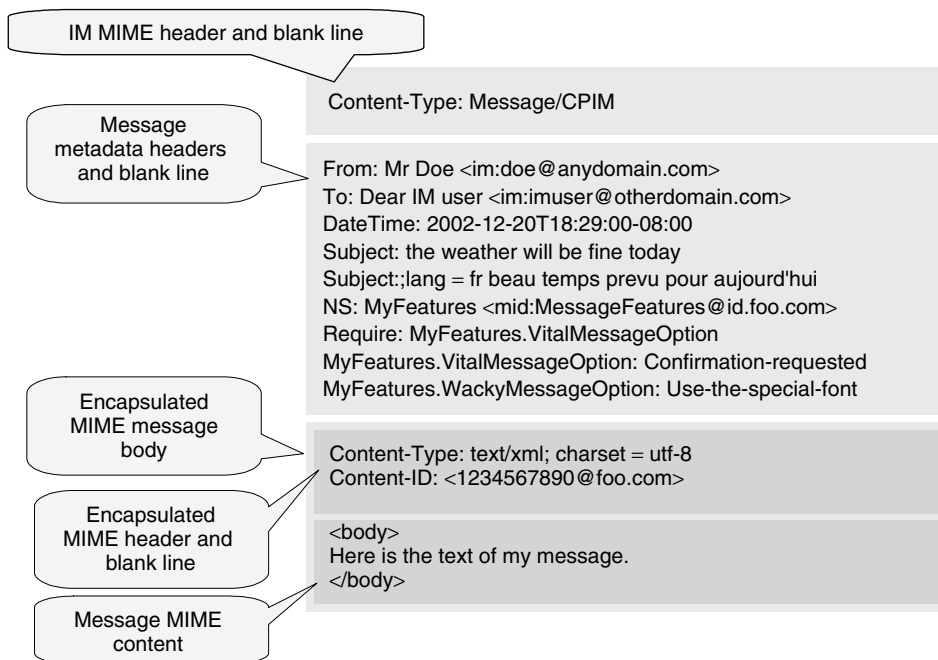 IM MIME header and blank line
Content-Type: Message/CPIM
Message
metadata headers
and blank line
From: Mr Doe <im:doe@anydomain.com>
To: Dear IM user <im:imuser@otherdomain.com>
DateTime: 2002-12-20T18:29:00-08:00
Subject: the weather will be fine today
Subject:;lang = fr beau temps prevu pour aujourd'hui
NS: MyFeatures <mid:MessageFeatures@id.foo.com>
Require: MyFeatures.VitalMessageOption
MyFeatures.VitalMessageOption: Confirmation-requested
MyFeatures.WackyMessageOption: Use-the-special-font
Encapsulated
MIME message
body
Content-Type: text/xml; charset = utf-8
Content-ID: <1234567890@foo.com>
Encapsulated
MIME header and
blank line
<body>
Here is the text of my message.
</body>
Message MIME
content